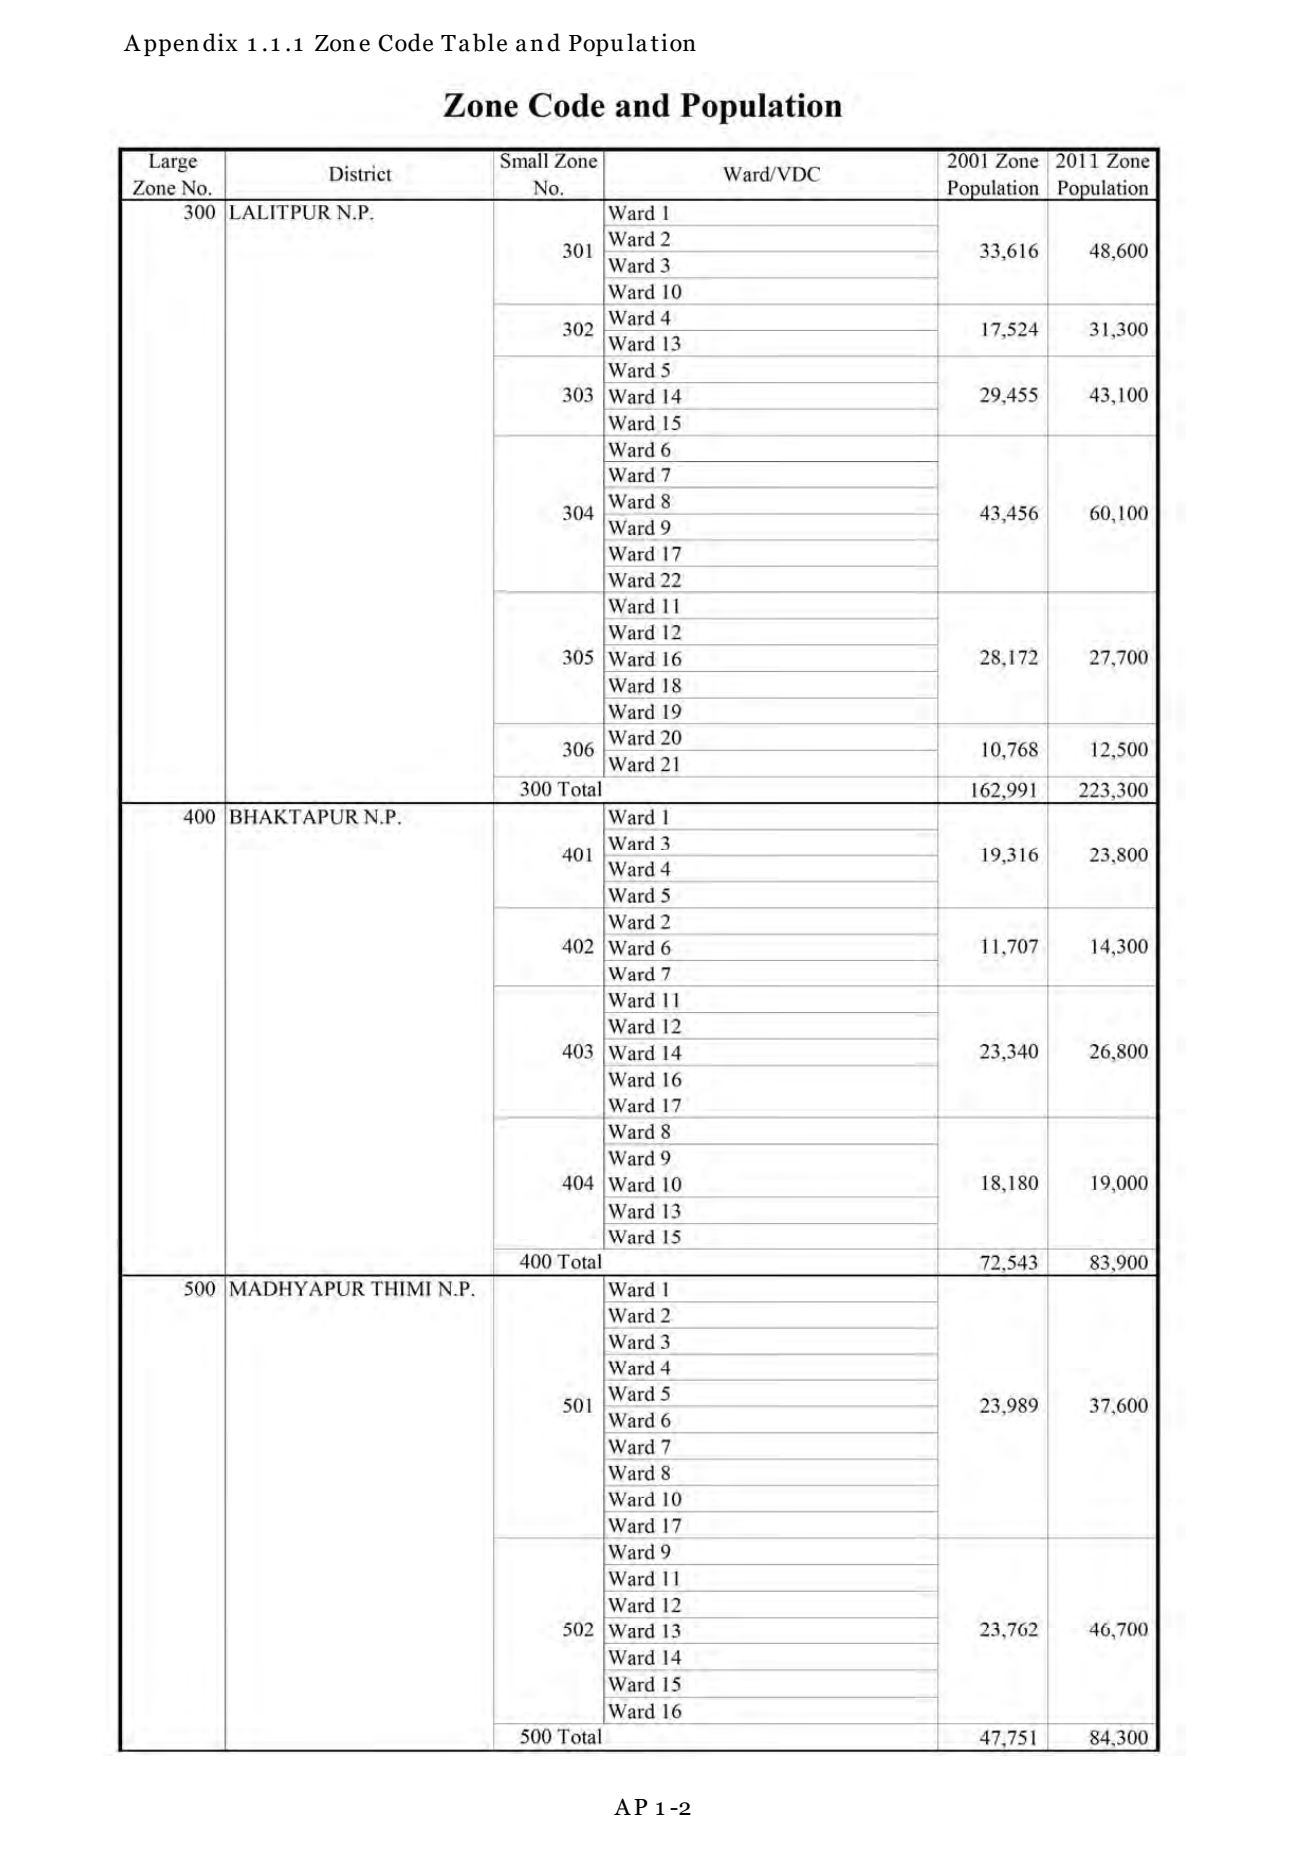 Appendix 1.1.1 Zone Code Table and Population
Zone Code and Population
Large Zone No. District Small Zone No. Ward/VDC 2001 Zone Population 2011 Zone Population
300 LALITPUR N.P. Ward 1
301 Ward 2 33,616 48,600
Ward 3
Ward 10
302 Ward 4 17,524 31,300
Ward 13
Ward 5
303 Ward 14 29,455 43,100
Ward 15
Ward 6
Ward 7
Ward 8
304 Ward 9 43,456 60,100
Ward 17
Ward 22
Ward 11
Ward 12
305 Ward 16 28,172 27,700
Ward 18
Ward 19
306 Ward 20 10,768 12,500
Ward 21
300 Total 162,991 223,300
400 BHAKTAPUR N.P. Ward 1
Ward 3
401 Ward 4 19,316 23,800
Ward 5
Ward 2
402 Ward 6 11,707 14,300
Ward 7
Ward 11
Ward 12
403 Ward 14 23,340 26,800
Ward 16
Ward 17
Ward 8
Ward 9
404 Ward 10 18,180 19,000
Ward 13
Ward 15
400 Total 72,543 83,900
500 MADHYAPUR THIMI N.P. Ward 1
Ward 2
Ward 3
Ward 4
Ward 5
501 Ward 6 23,989 37,600
Ward 7
Ward 8
Ward 10
Ward 17
Ward 9
Ward 11
Ward 12
502 Ward 13 23,762 46,700
Ward 14
Ward 15
Ward 16
500 Total 47,751 84,300
AP 1-2